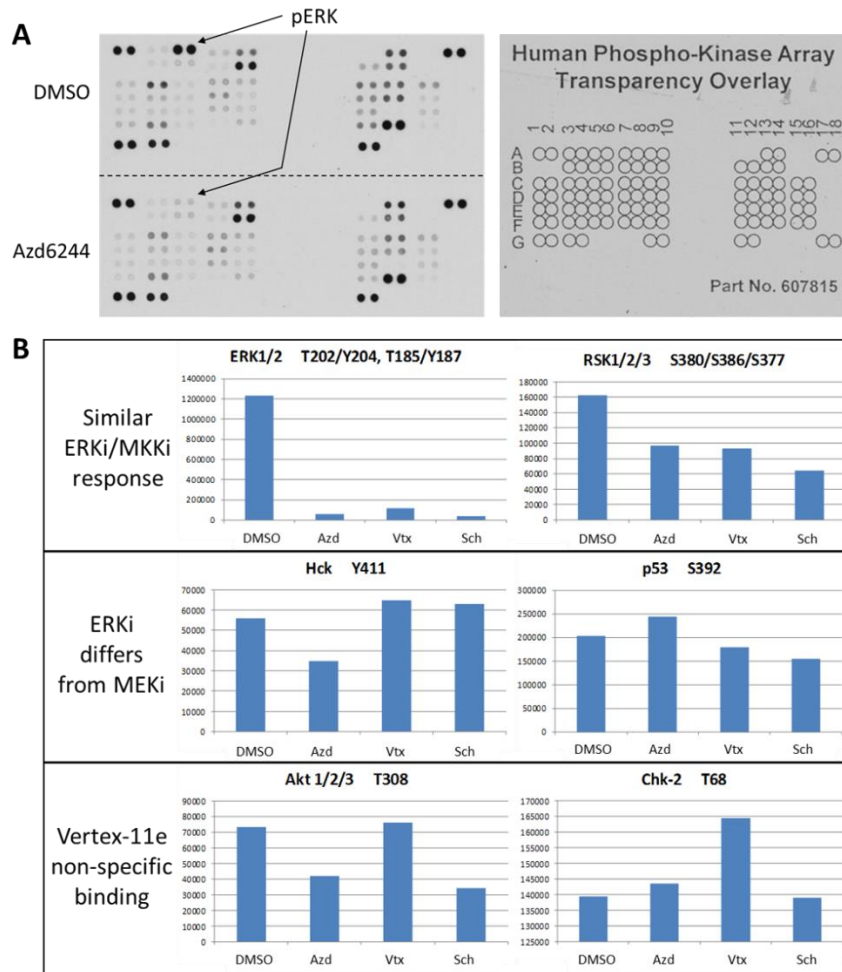 A
pERK
DMSO
Azd6244
Human Phospho-Kinase Array
Transparency Overlay
1 2 3 4 5 6 7 8 9 10 11 12 13 14 15 16 17 18
A
B
C
D
E
F
G
Part No. 607815
B
Similar
ERKi/MKKi
response
ERK1/2 T202/Y204, T185/Y187
1400000
1200000
1000000
800000
600000
400000
200000
0
DMSO Azd Vtx Sch
RSK1/2/3 S380/S386/S377
180000
160000
140000
120000
100000
80000
60000
40000
20000
0
DMSO Azd Vtx Sch
ERKi
differs
from MEKi
Hck Y411
70000
60000
50000
40000
30000
20000
10000
0
DMSO Azd Vtx Sch
p53 S392
300000
250000
200000
150000
100000
50000
0
DMSO Azd Vtx Sch
Vertex-11e
non-specific
binding
Akt 1/2/3 T308
90000
80000
70000
60000
50000
40000
30000
20000
10000
0
DMSO Azd Vtx Sch
Chk-2 T68
170000
165000
160000
155000
150000
145000
140000
135000
130000
125000
DMSO Azd Vtx Sch